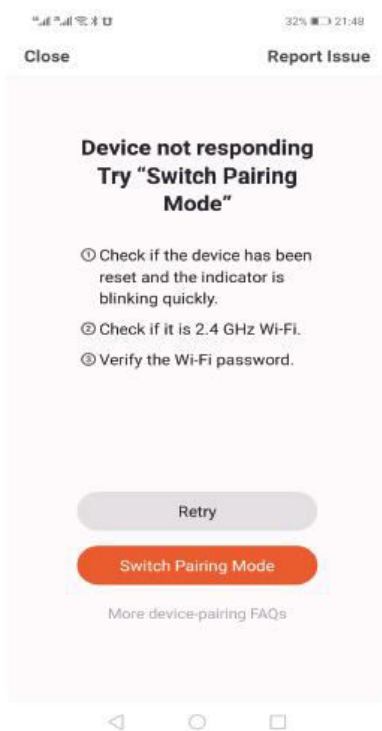 32% 21:48
Close Report Issue
Device not responding
Try “Switch Pairing
Mode”
① Check if the device has been
reset and the indicator is
blinking quickly.
② Check if it is 2.4 GHz Wi-Fi.
③ Verify the Wi-Fi password.
Retry
Switch Pairing Mode
More device-pairing FAQs